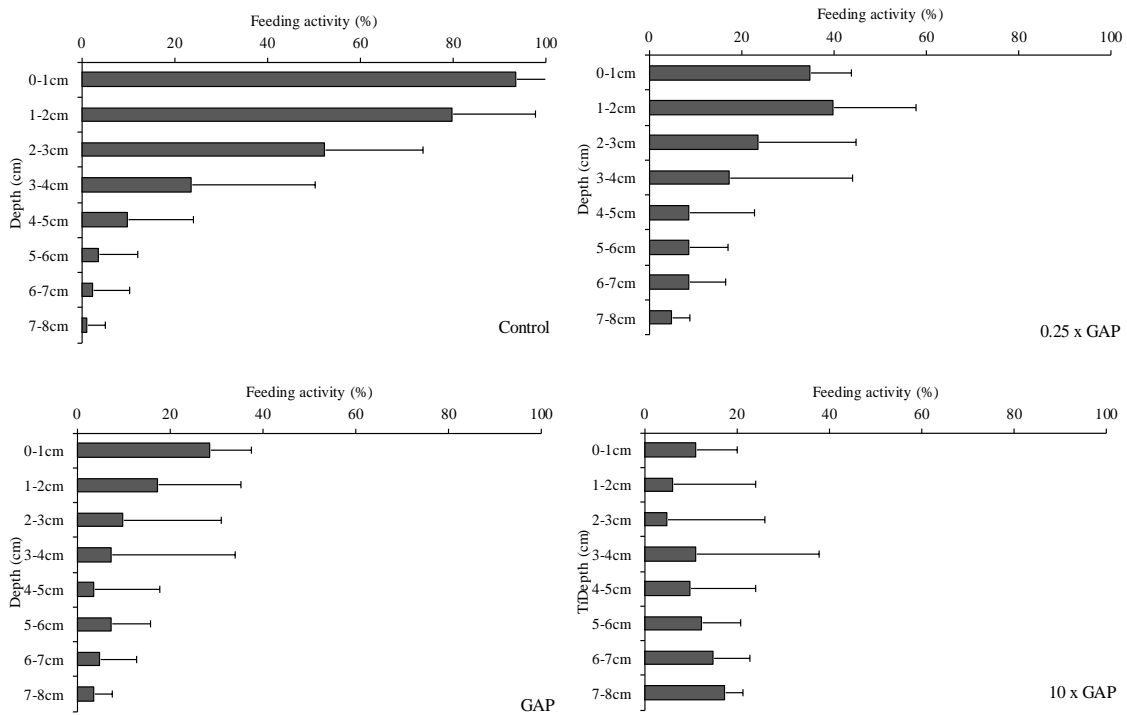 Feeding activity (%)
0 20 40 60 80 100
Depth (cm)
0-1cm
1-2cm
2-3cm
3-4cm
4-5cm
5-6cm
6-7cm
7-8cm
Control
Feeding activity (%)
0 20 40 60 80 100
Depth (cm)
0-1cm
1-2cm
2-3cm
3-4cm
4-5cm
5-6cm
6-7cm
7-8cm
0.25 x GAP
Feeding activity (%)
0 20 40 60 80 100
Depth (cm)
0-1cm
1-2cm
2-3cm
3-4cm
4-5cm
5-6cm
6-7cm
7-8cm
GAP
Feeding activity (%)
0 20 40 60 80 100
TiDepth (cm)
0-1cm
1-2cm
2-3cm
3-4cm
4-5cm
5-6cm
6-7cm
7-8cm
10 x GAP